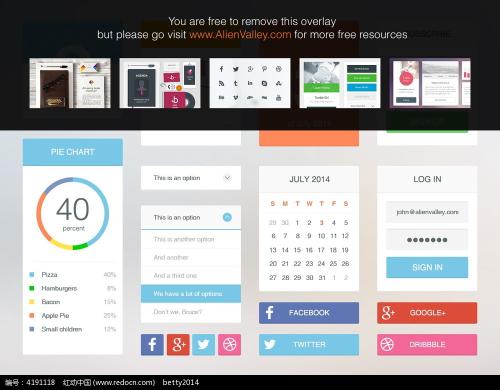 You are free to remove this overlay
but please go visit www.AlienValley.com for more free resources
PIE CHART
40
percent
Pizza 40%
Hamburgers 8%
Bacon 15%
Apple Pie 25%
Small children 12%
This is an option
This is an option
This is another option
And another
And a third one
We have a lot of options
Don't we, Bruce?
JULY 2014
S M T W T F S
29 30 1 2 3 4 5
6 7 8 9 10 11 12
13 14 15 16 17 18 19
20 21 22 23 24 25 26
27 28 29 30 31 1 2
LOG IN
john@alienvalley.com
SIGN IN
FACEBOOK
GOOGLE+
TWITTER
DRIBBBLE
编号：4191118 红动中国 (www.redocn.com) betty2014